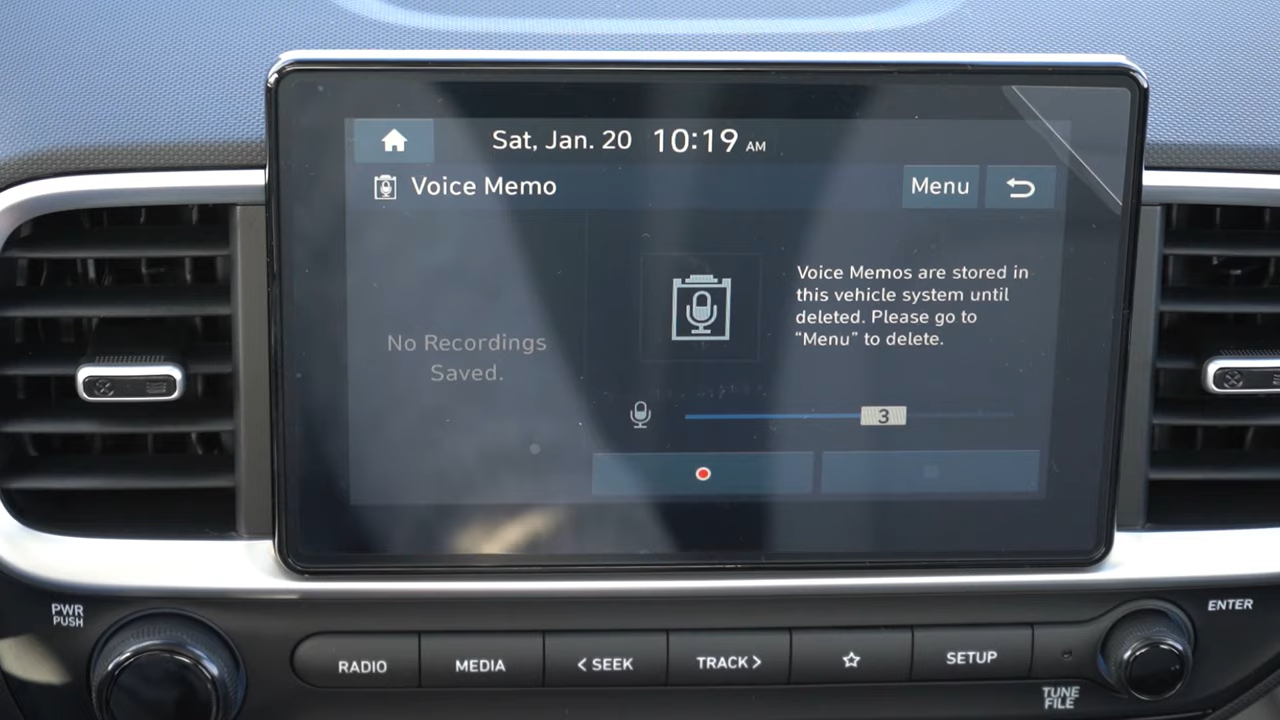 Sat, Jan. 20 10:19 AM
Voice Memo
Menu
Voice Memos are stored in
this vehicle system until
deleted. Please go to
“Menu” to delete.
No Recordings
Saved.
3
PWR
PUSH
RADIO
MEDIA
< SEEK
TRACK >
SETUP
ENTER
TUNE
FILE